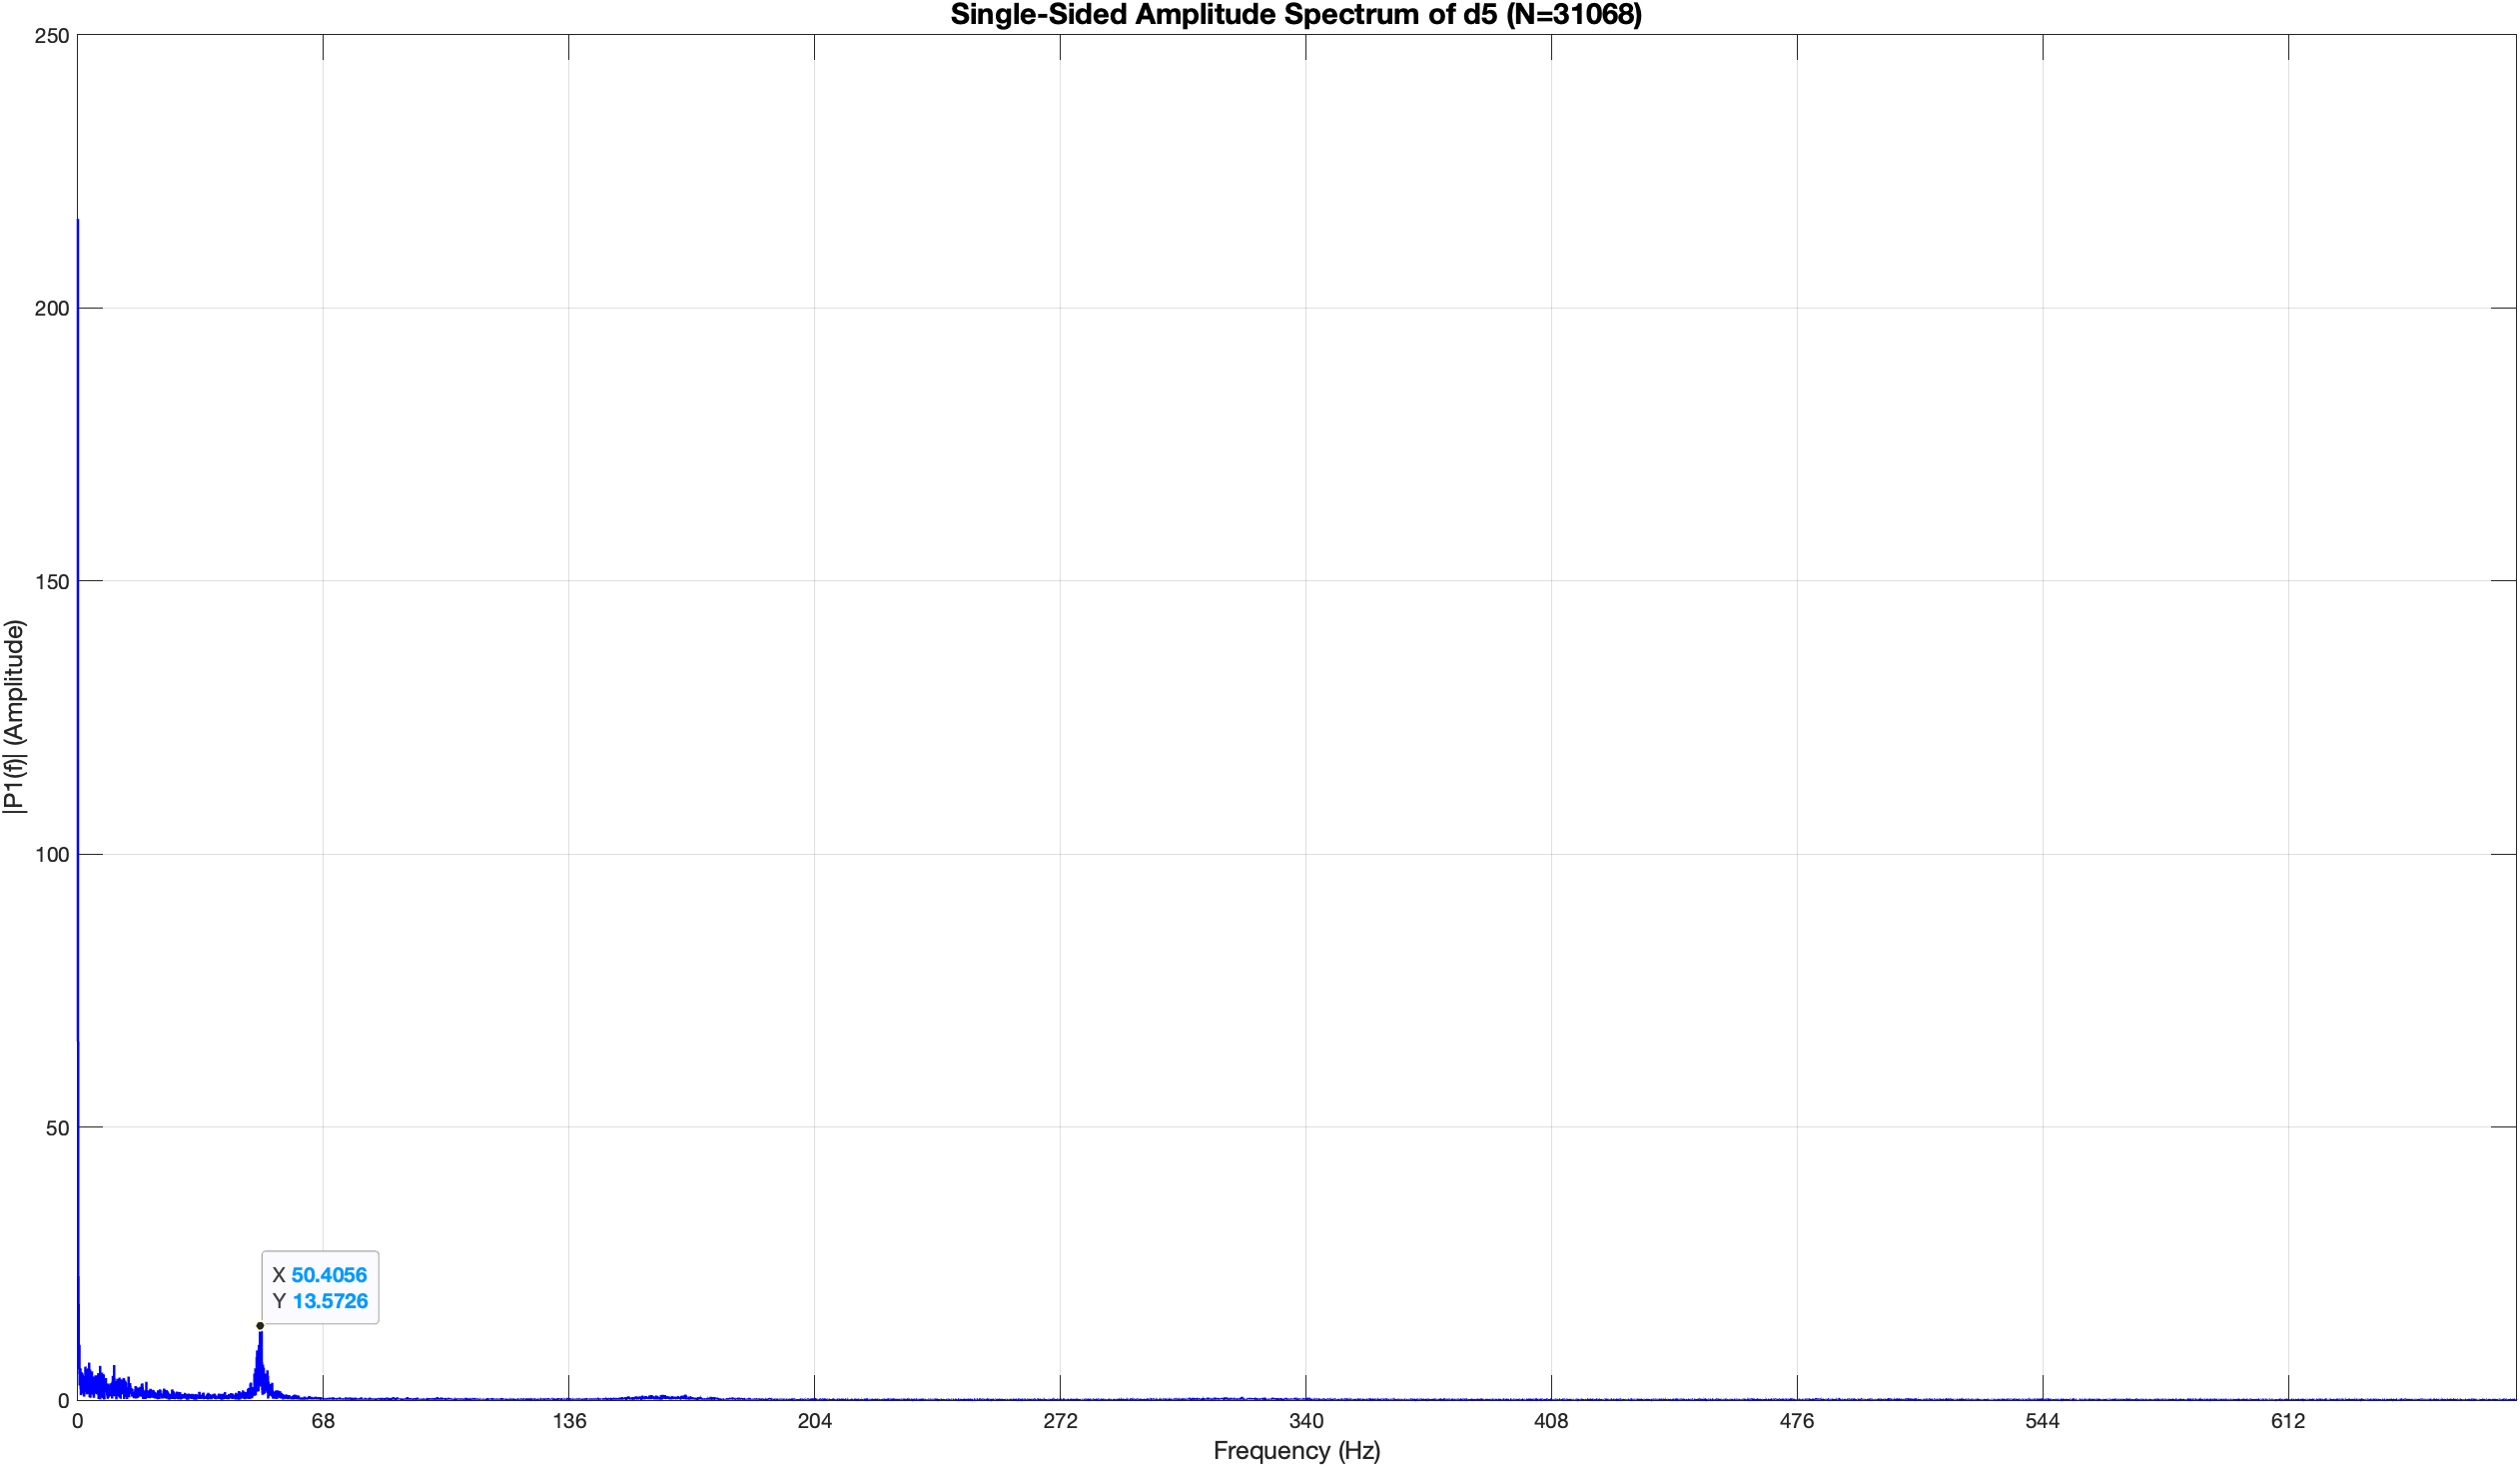 Single-Sided Amplitude Spectrum of d5 (N=31068)
250
200
150
100
50
0
|P1(f)| (Amplitude)
X 50.4056
Y 13.5726
0 68 136 204 272 340 408 476 544 612
Frequency (Hz)